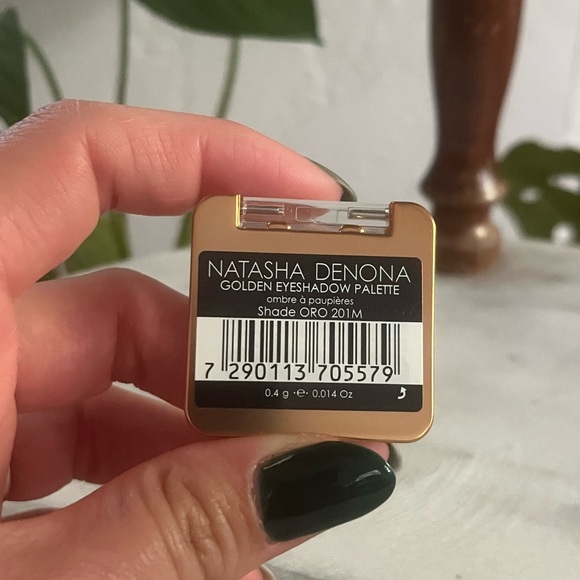 NATASHA DENONA
GOLDEN EYESHADOW PALETTE
ombre à paupières
Shade ORO 201M
7 290113 705579
0.4 g ·e· 0.014 Oz